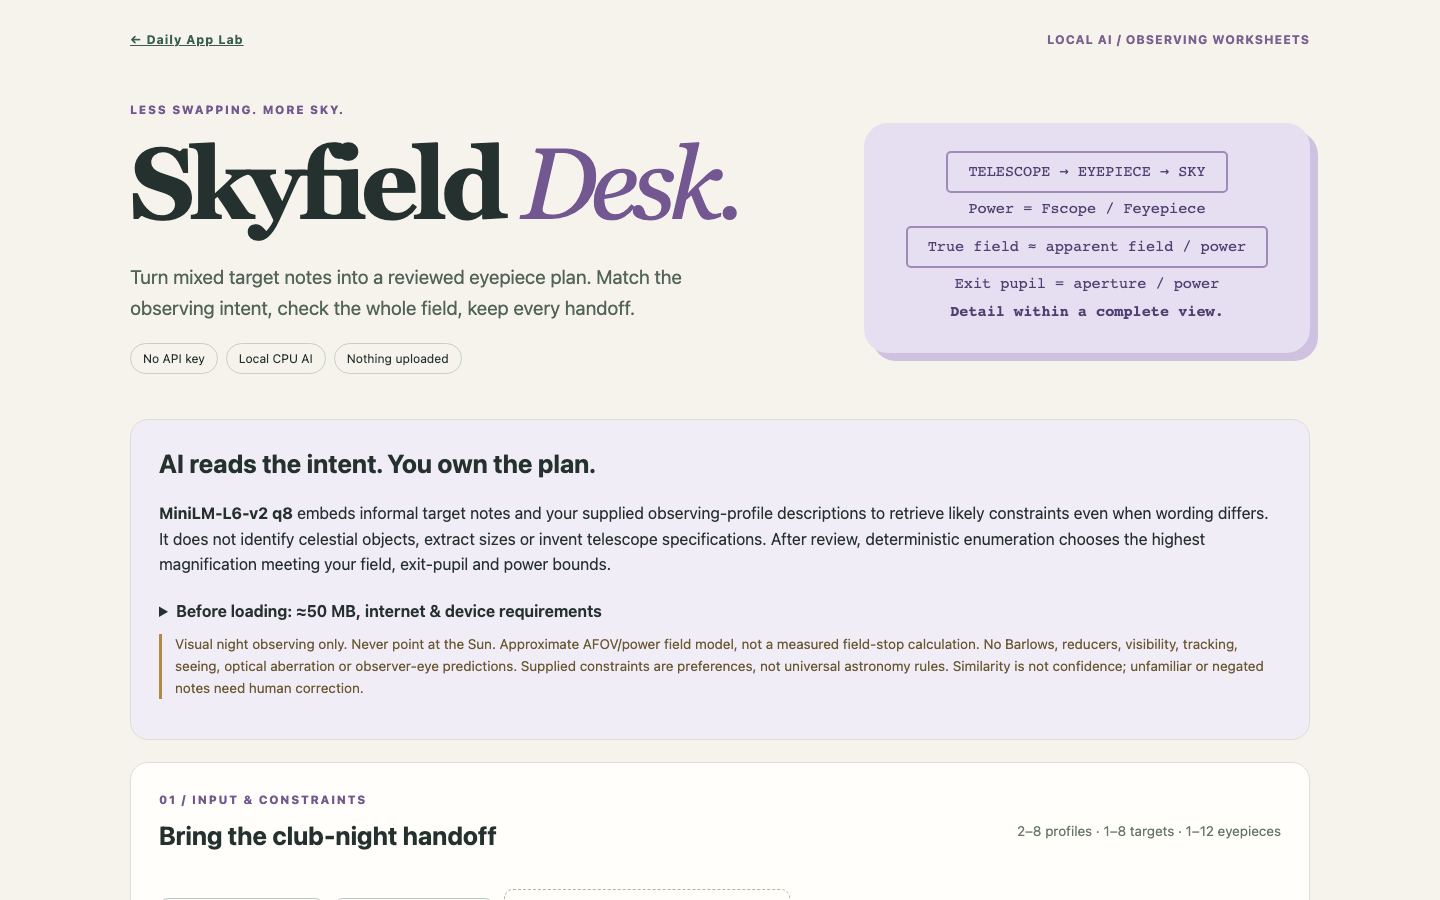 ← Daily App Lab
LOCAL AI / OBSERVING WORKSHEETS
LESS SWAPPING. MORE SKY.
Skyfield Desk.
Turn mixed target notes into a reviewed eyepiece plan. Match the
observing intent, check the whole field, keep every handoff.
No API key
Local CPU AI
Nothing uploaded
TELESCOPE → EYEPIECE → SKY
Power = Fscope / Feyepiece
True field ≈ apparent field / power
Exit pupil = aperture / power
Detail within a complete view.
AI reads the intent. You own the plan.
MiniLM-L6-v2 q8 embeds informal target notes and your supplied observing-profile descriptions to retrieve likely constraints even when wording differs.
It does not identify celestial objects, extract sizes or invent telescope specifications. After review, deterministic enumeration chooses the highest
magnification meeting your field, exit-pupil and power bounds.
▶ Before loading: ≈50 MB, internet & device requirements
Visual night observing only. Never point at the Sun. Approximate AFOV/power field model, not a measured field-stop calculation. No Barlows, reducers, visibility, tracking,
seeing, optical aberration or observer-eye predictions. Supplied constraints are preferences, not universal astronomy rules. Similarity is not confidence; unfamiliar or negated
notes need human correction.
01 / INPUT & CONSTRAINTS
Bring the club-night handoff
2–8 profiles · 1–8 targets · 1–12 eyepieces